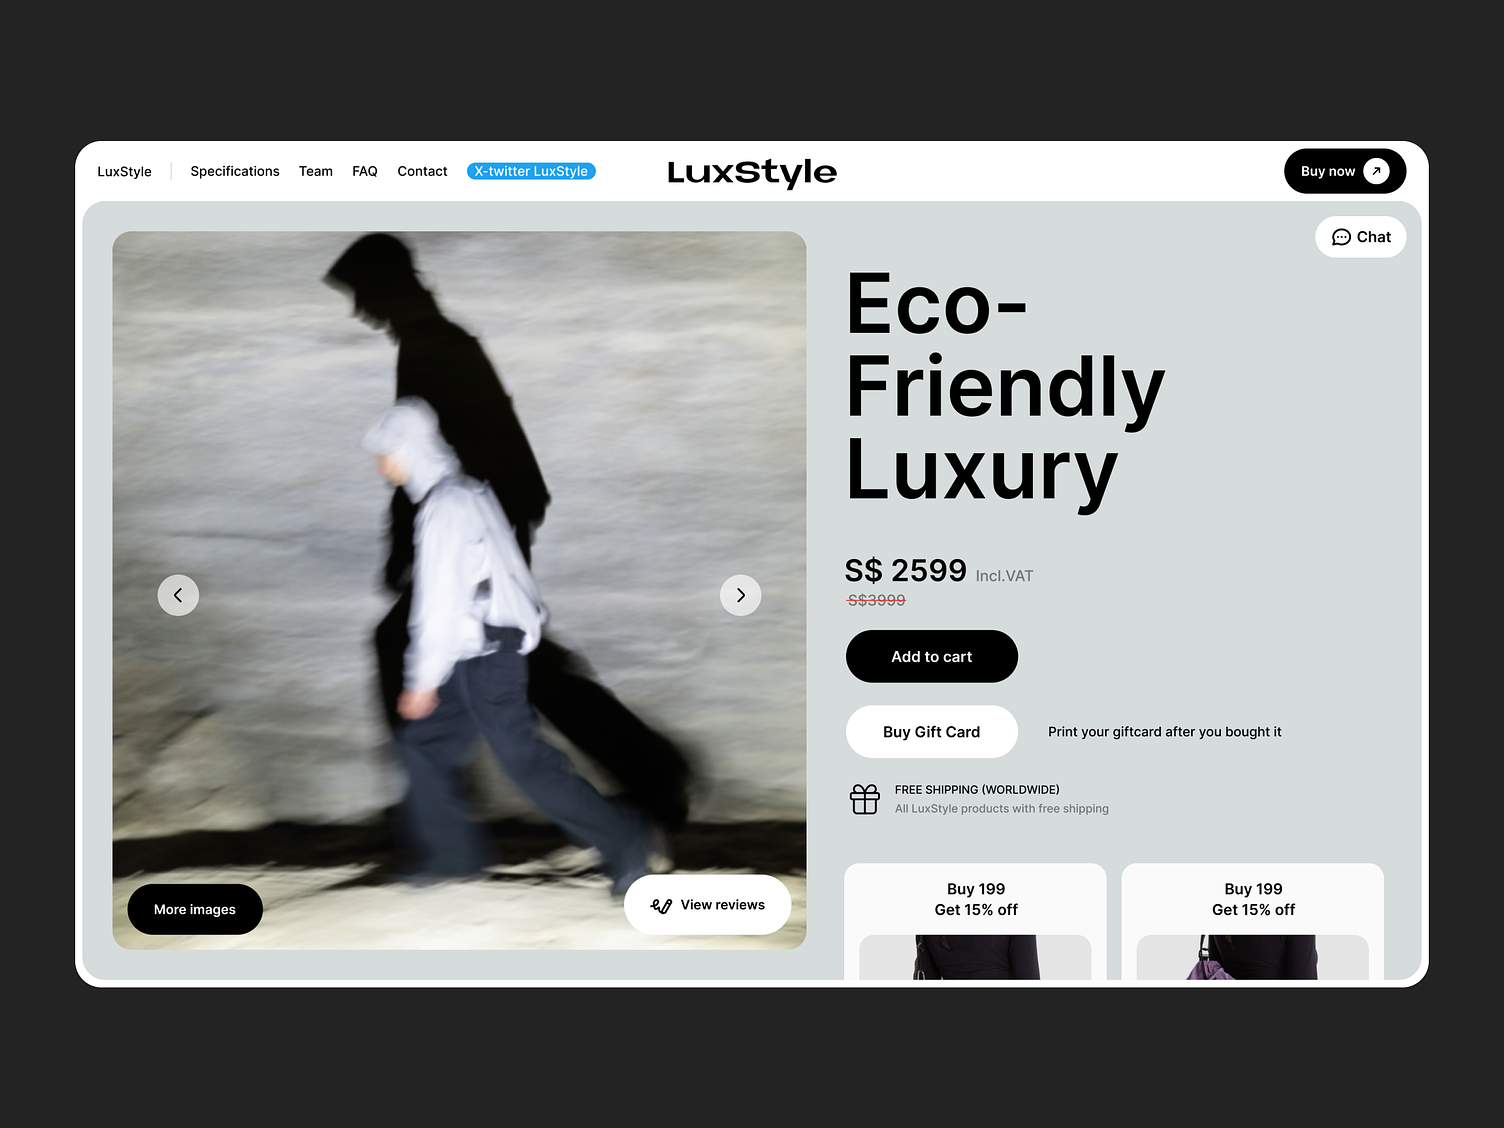 LuxStyle
Specifications
Team
FAQ
Contact
X-twitter LuxStyle
LuxStyle
Buy now
Chat
Eco-
Friendly
Luxury
S$ 2599 Incl.VAT
S$3999
Add to cart
Buy Gift Card
Print your giftcard after you bought it
FREE SHIPPING (WORLDWIDE)
All LuxStyle products with free shipping
More images
View reviews
Buy 199
Get 15% off
Buy 199
Get 15% off